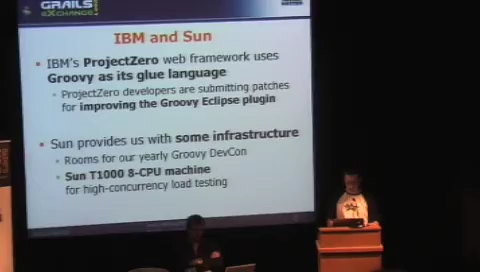 GRAILS
eXCHANGE
IBM and Sun
• IBM's ProjectZero web framework uses
Groovy as its glue language
• ProjectZero developers are submitting patches
for improving the Groovy Eclipse plugin
• Sun provides us with some infrastructure
• Rooms for our yearly Groovy DevCon
• Sun T1000 8-CPU machine
for high-concurrency load testing